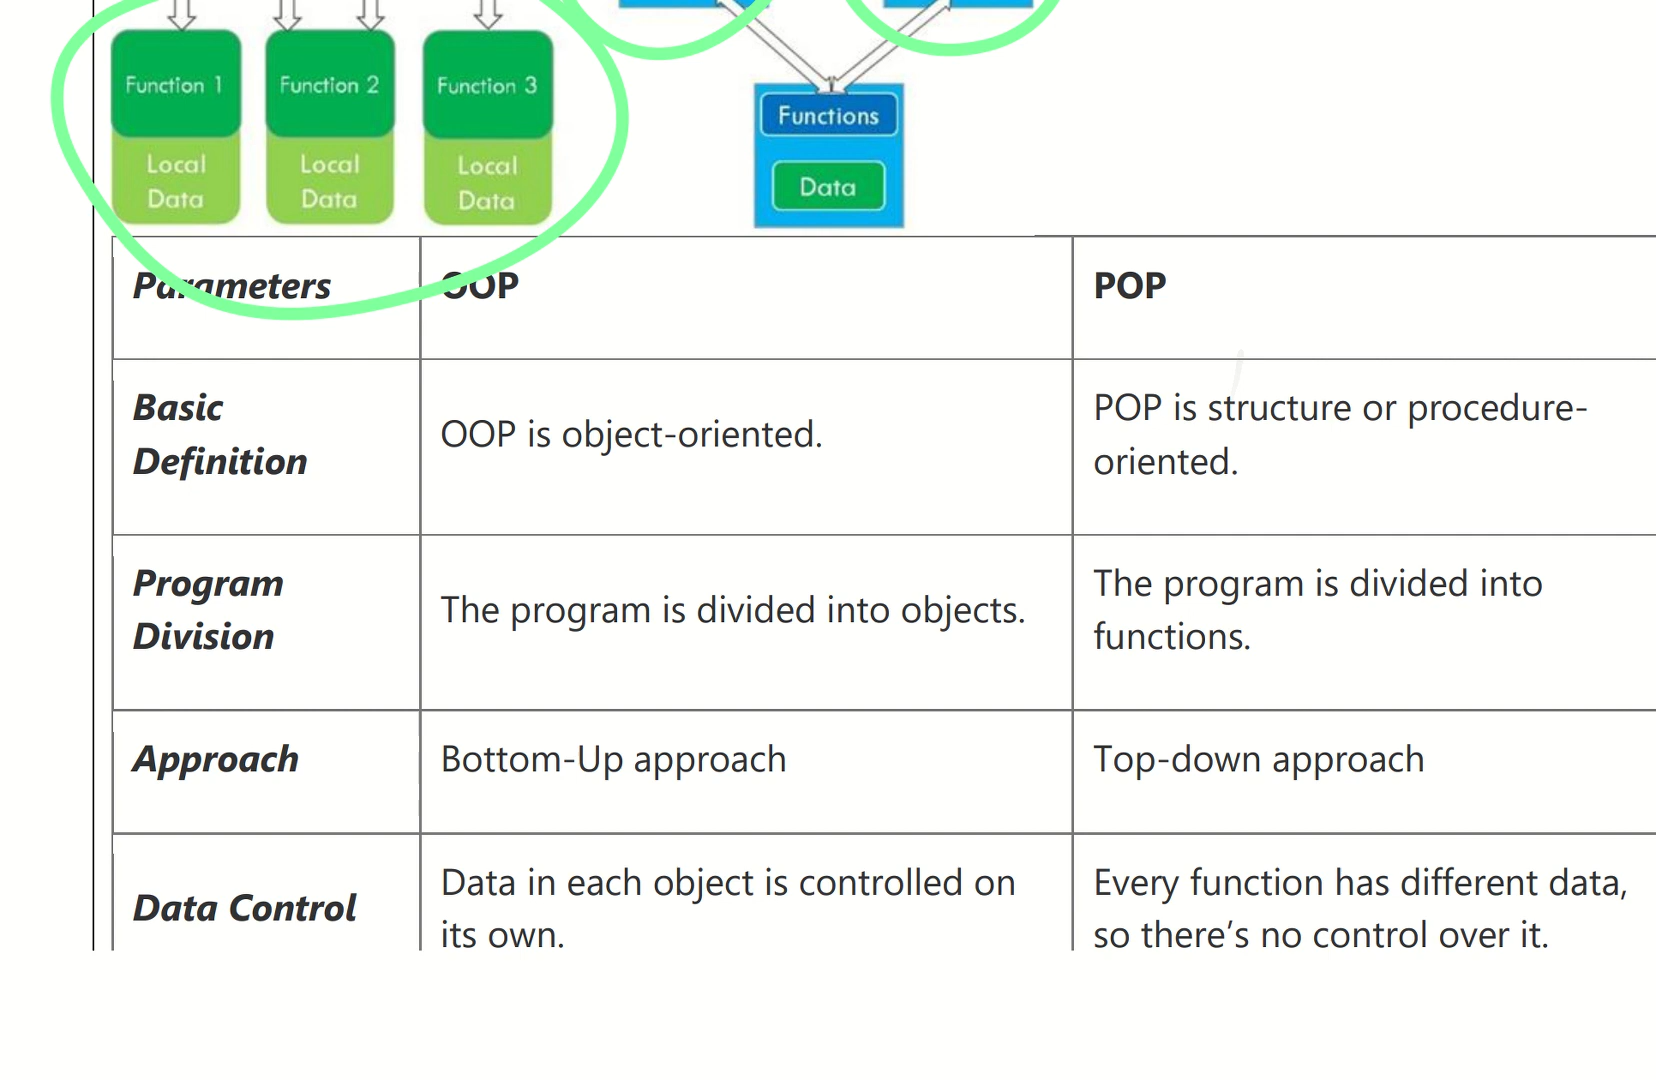 Function 1
Function 2
Function 3
Local
Data
Local
Data
Local
Data
Functions
Data
Parameters
OOP
POP
Basic
Definition
OOP is object-oriented.
POP is structure or procedure-
oriented.
Program
Division
The program is divided into objects.
The program is divided into
functions.
Approach
Bottom-Up approach
Top-down approach
Data Control
Data in each object is controlled on
its own.
Every function has different data,
so there’s no control over it.